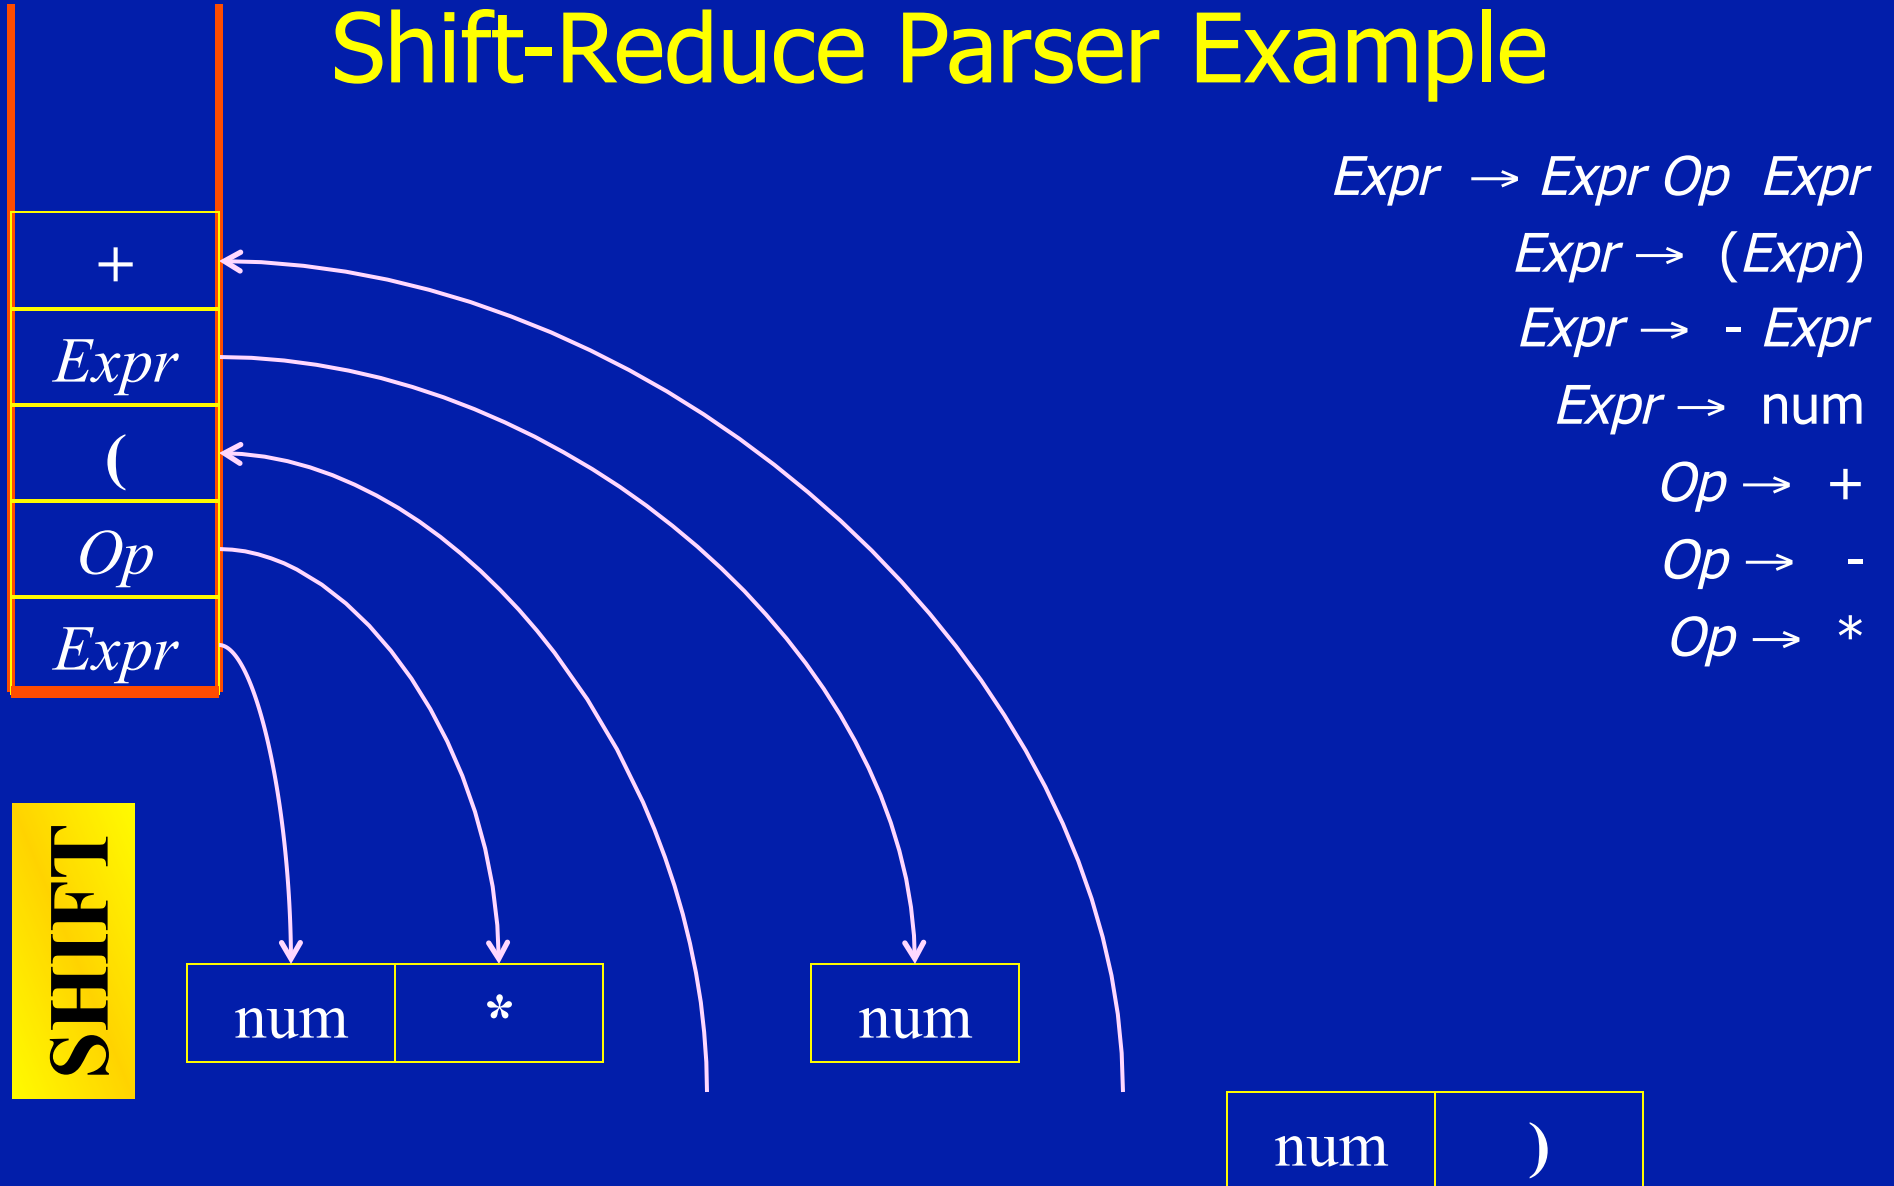 Shift-Reduce Parser Example
Expr → Expr Op Expr
Expr → (Expr)
Expr → - Expr
Expr → num
Op → +
Op → -
Op → *
+
Expr
(
Op
Expr
SHIFT
num *
num
num )